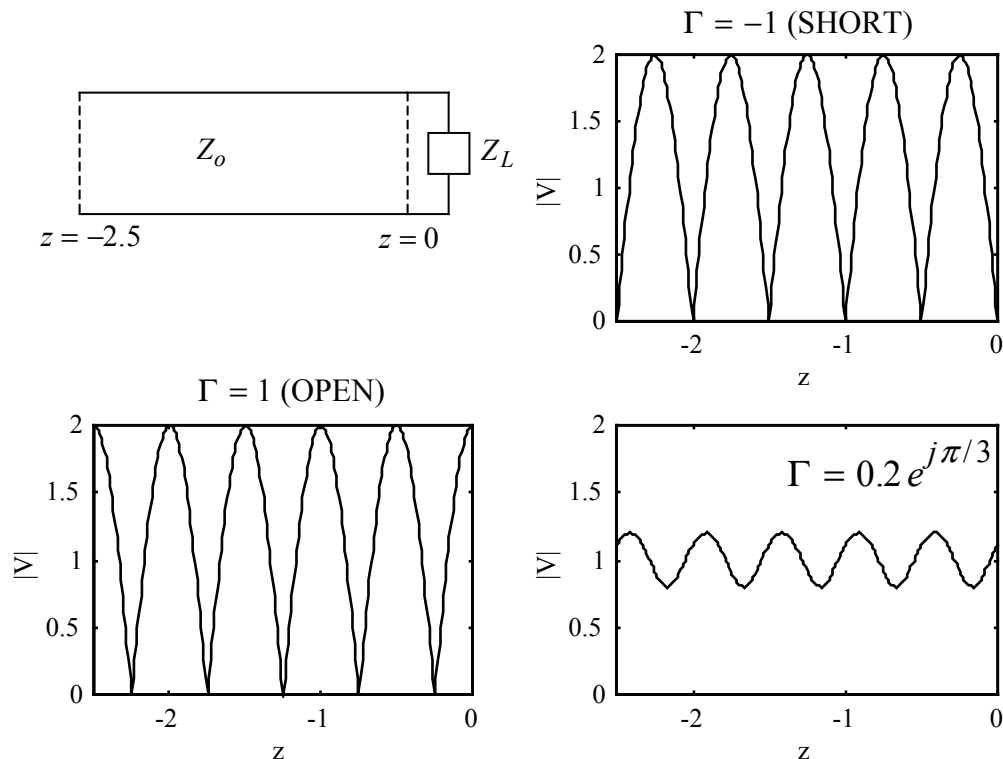 Z_o
Z_L
z = −2.5
z = 0
Γ = −1 (SHORT)
2
1.5
1
0.5
0
|V|
-2
-1
0
z
Γ = 1 (OPEN)
2
1.5
1
0.5
0
|V|
-2
-1
0
z
Γ = 0.2 e^{jπ/3}
2
1.5
1
0.5
0
|V|
-2
-1
0
z